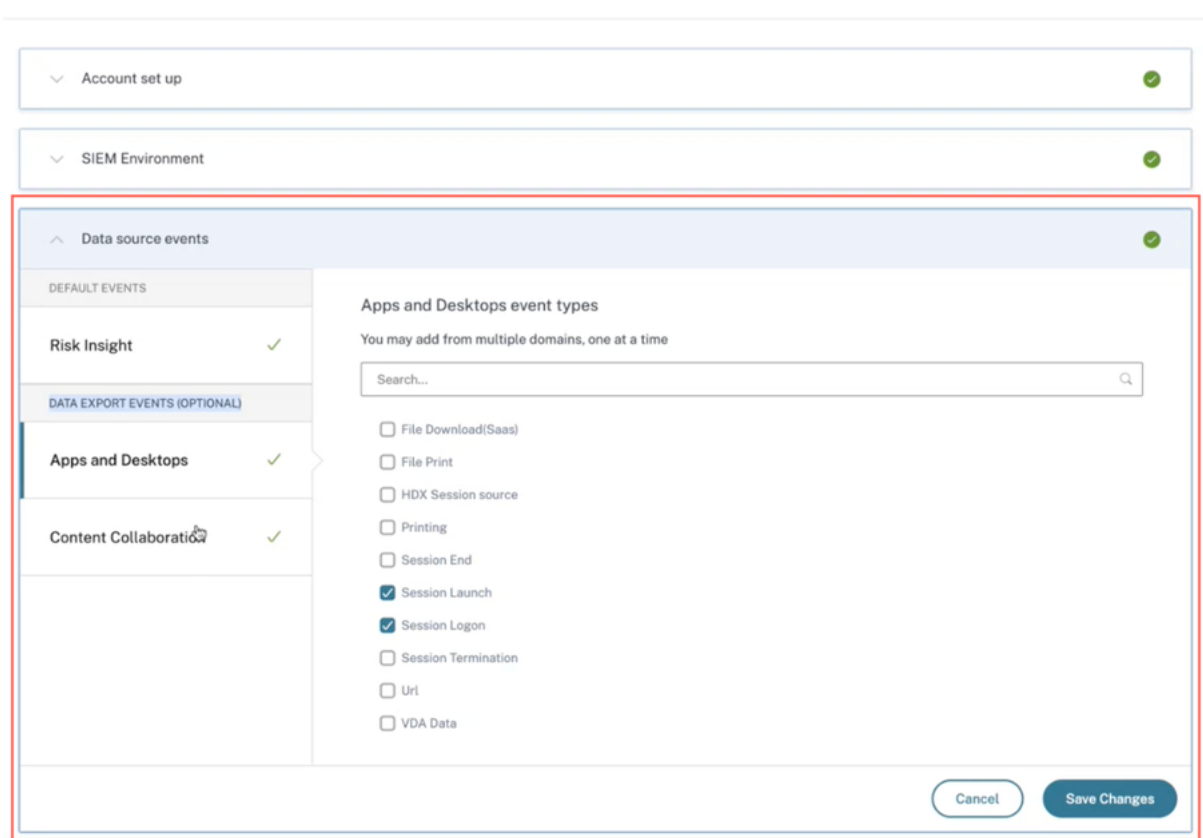 Account set up
SIEM Environment
Data source events
DEFAULT EVENTS
Risk Insight
DATA EXPORT EVENTS (OPTIONAL)
Apps and Desktops
Content Collaboration
Apps and Desktops event types
You may add from multiple domains, one at a time
Search...
File Download(Saas)
File Print
HDX Session source
Printing
Session End
Session Launch
Session Logon
Session Termination
Url
VDA Data
Cancel
Save Changes